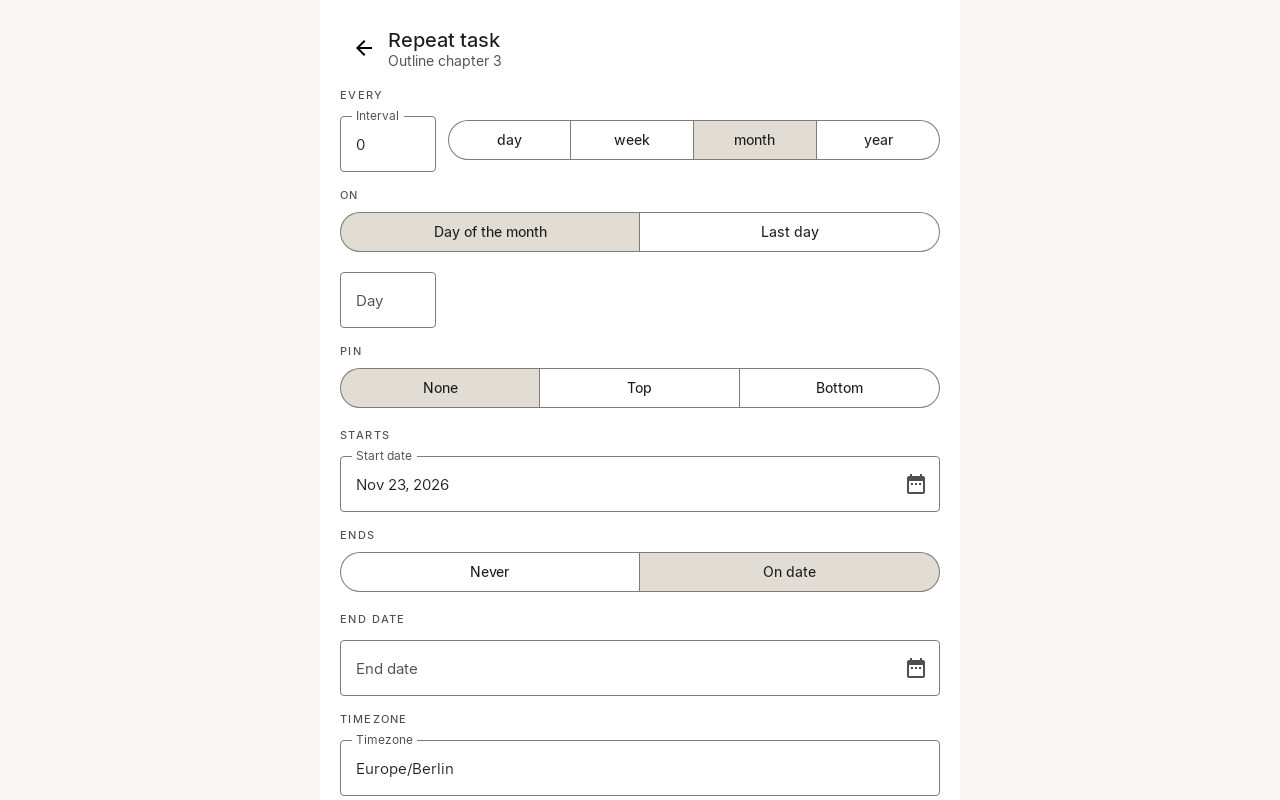 Repeat task
Outline chapter 3
EVERY
Interval
0
day
week
month
year
ON
Day of the month
Last day
Day
PIN
None
Top
Bottom
STARTS
Start date
Nov 23, 2026
ENDS
Never
On date
END DATE
End date
TIMEZONE
Timezone
Europe/Berlin